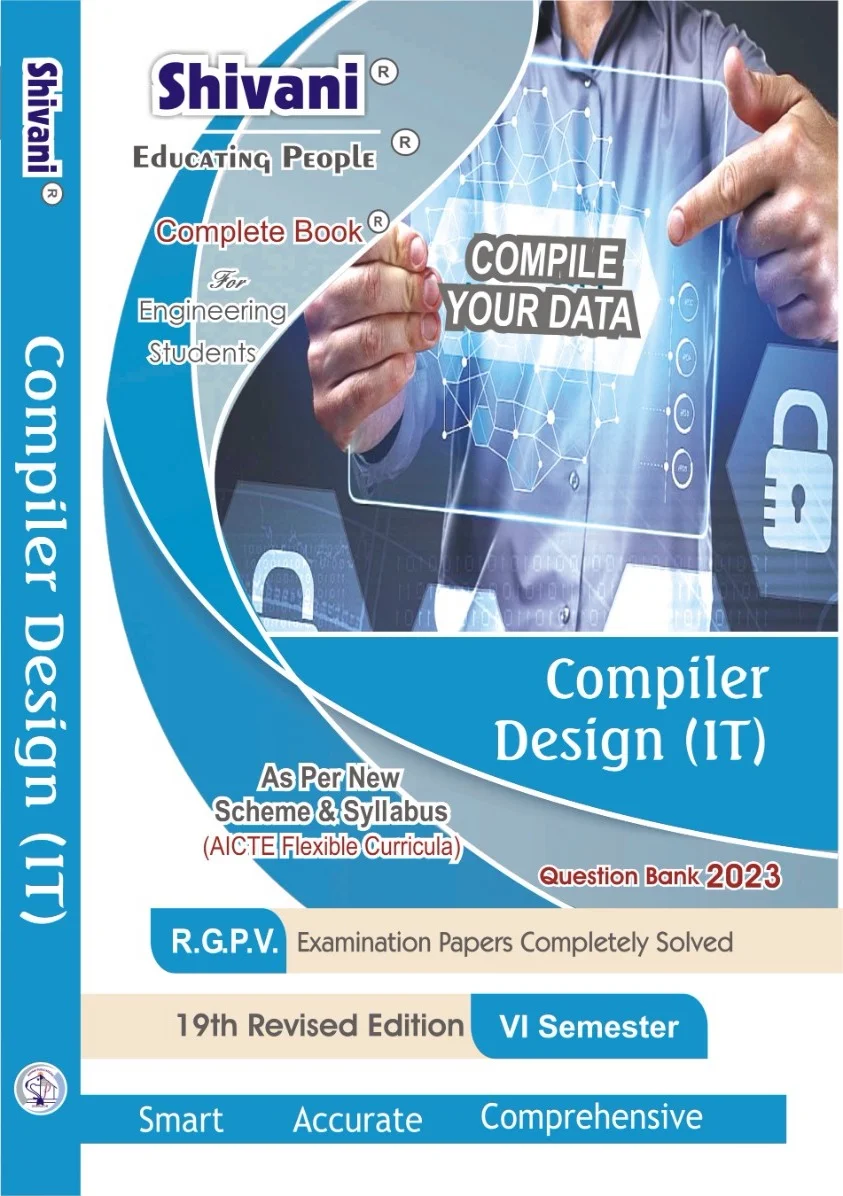 Shivani ®
Compiler Design (IT)
Shivani ®
Educating People ®
Complete Book ®
For
Engineering
Students
COMPILE
YOUR DATA
Compiler
Design (IT)
As Per New
Scheme & Syllabus
(AICTE Flexible Curricula)
Question Bank 2023
R.G.P.V. Examination Papers Completely Solved
19th Revised Edition VI Semester
Smart Accurate Comprehensive